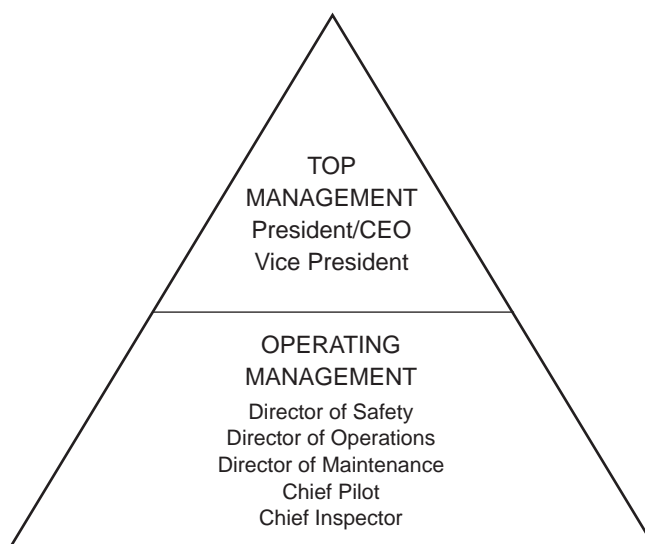 TOP
MANAGEMENT
President/CEO
Vice President
OPERATING
MANAGEMENT
Director of Safety
Director of Operations
Director of Maintenance
Chief Pilot
Chief Inspector